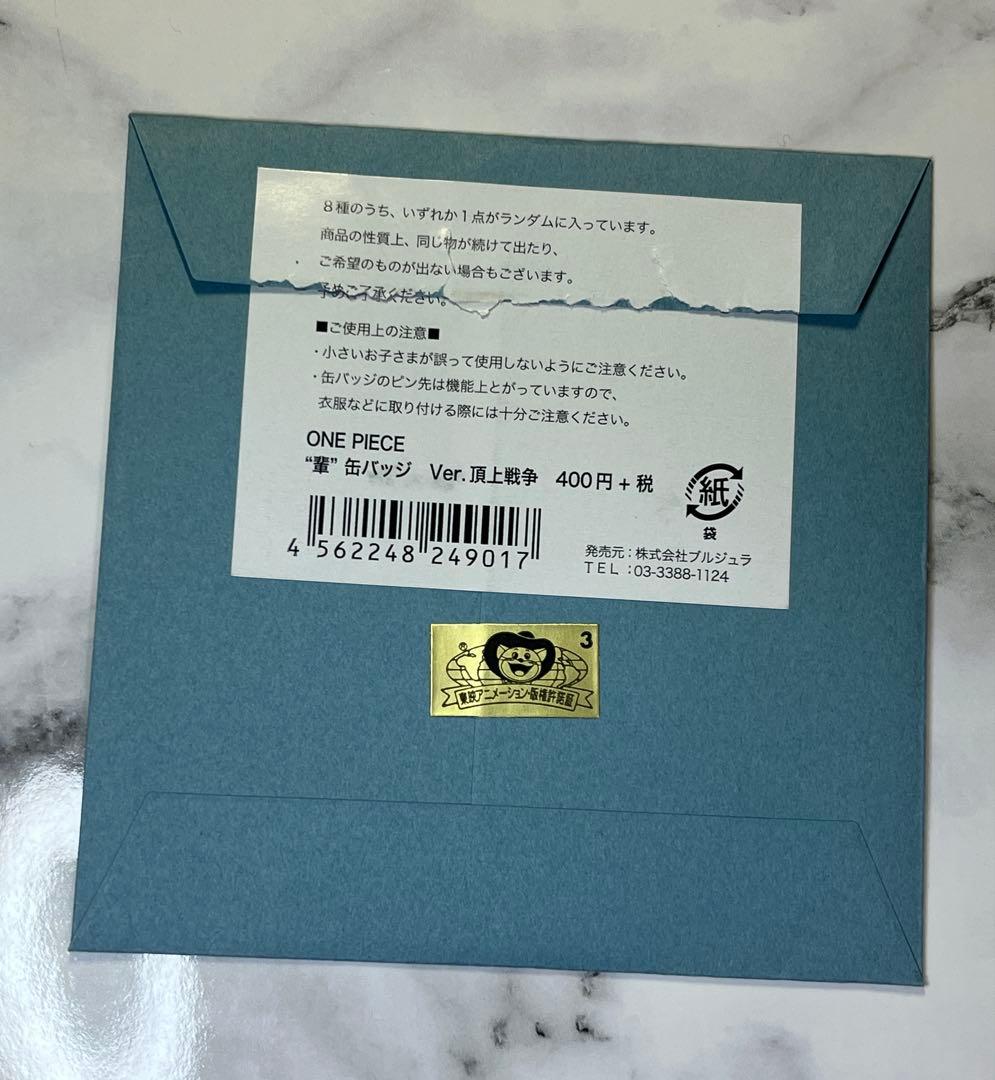 8種のうち、いずれか1点がランダムに入っています。
商品の性質上、同じ物が続けて出たり、
ご希望のものが出ない場合もございます。
予めご了承ください。
■ご使用上の注意■
・小さいお子さまが誤って使用しないようにご注意ください。
・缶バッジのピン先は機能上とがっていますので、
衣服などに取り付ける際には十分ご注意ください。
ONE PIECE
“輩” 缶バッジ Ver.頂上戦争 400円+税
紙
袋
4 562248 249017
発売元：株式会社ブルジュラ
TEL：03-3388-1124
3
®
東映アニメーション・版権許諾証